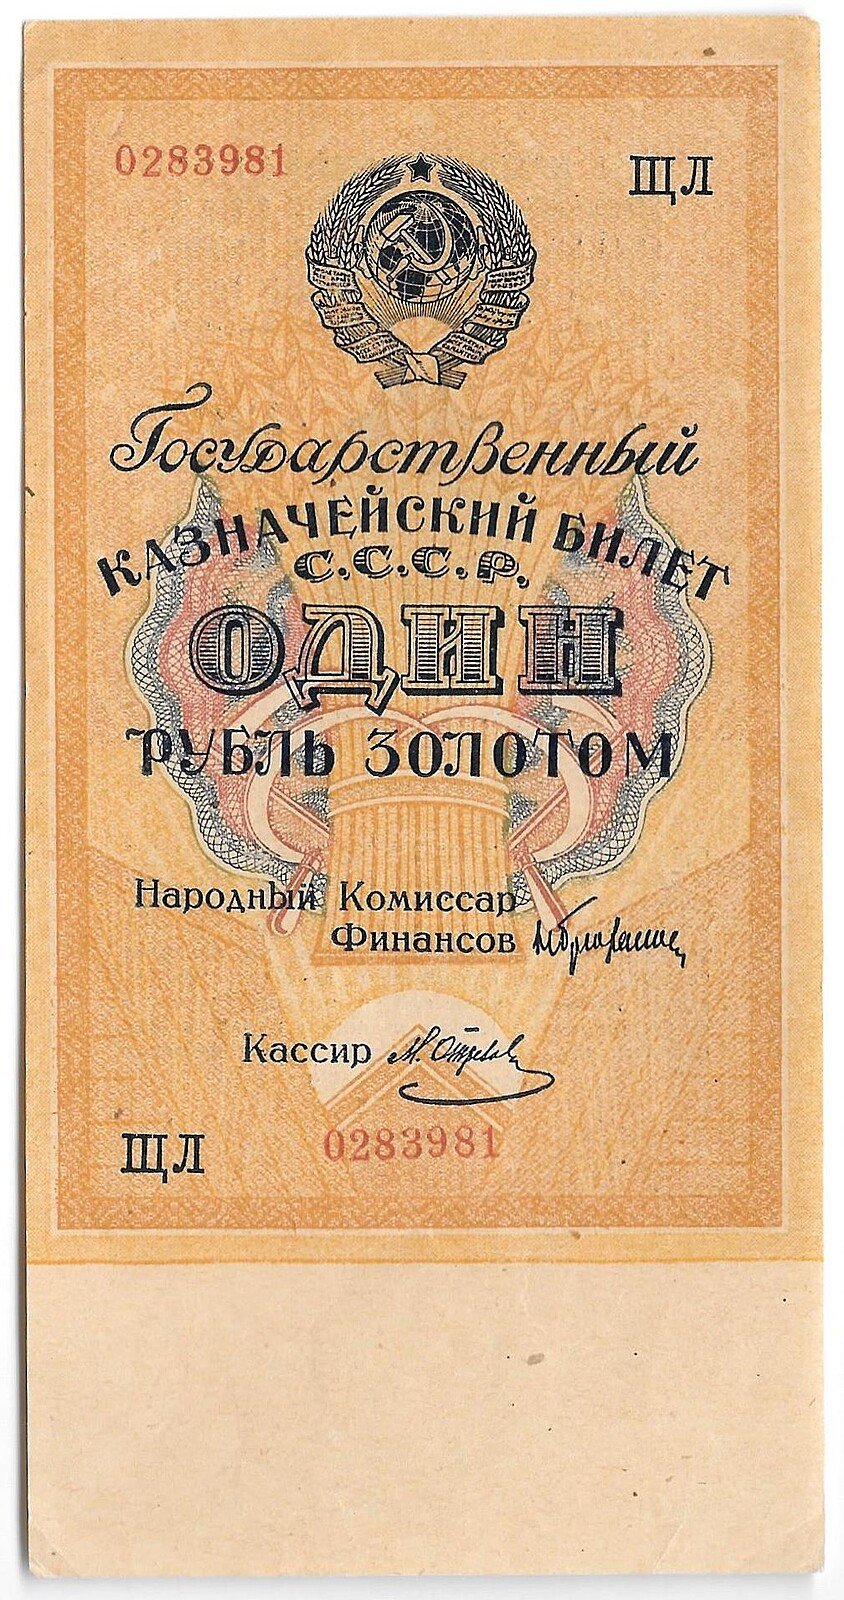 0283981 ЩЛ
Государственный
КАЗНАЧЕЙСКИЙ БИЛЕТ
С.С.С.Р.
ОДИН
РУБЛЬ ЗОЛОТОМ
Народный Комиссар
Финансов
Кассир
ЩЛ 0283981